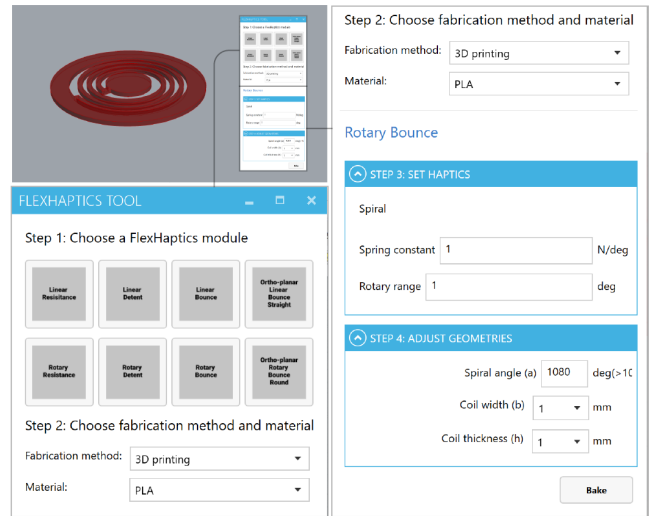 FLEXHAPTICS TOOL
Step 1: Choose a FlexHaptics module
Linear
Resisitance
Linear
Detent
Linear
Bounce
Ortho-planar
Linear
Bounce
Straight
Rotary
Resistance
Rotary
Detent
Rotary
Bounce
Ortho-planar
Rotary
Bounce
Round
Step 2: Choose fabrication method and material
Fabrication method: 3D printing
Material: PLA
Step 2: Choose fabrication method and material
Fabrication method: 3D printing
Material: PLA
Rotary Bounce
STEP 3: SET HAPTICS
Spiral
Spring constant 1 N/deg
Rotary range 1 deg
STEP 4: ADJUST GEOMETRIES
Spiral angle (a) 1080 deg(>10
Coil width (b) 1 mm
Coil thickness (h) 1 mm
Bake